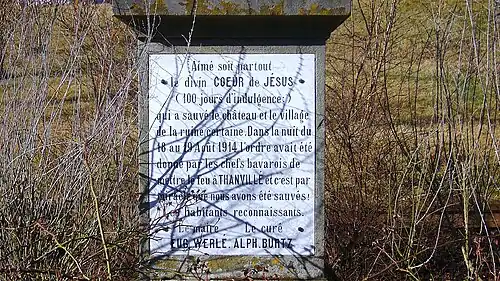 Aimé soit partout
le divin COEUR de JÉSUS
(100 jours d'indulgence:)
qui a sauvé le château et le village
de la ruine certaine. Dans la nuit du
18 au 19 Août 1914 l'ordre avait été
donné par les chefs bavarois de
mettre le feu à THANVILLÉ et c'est par
miracle que nous avons été sauvés!
Les habitants reconnaissants.
Le maire Le curé
EUG. WERLE. ALPH. BURTZ